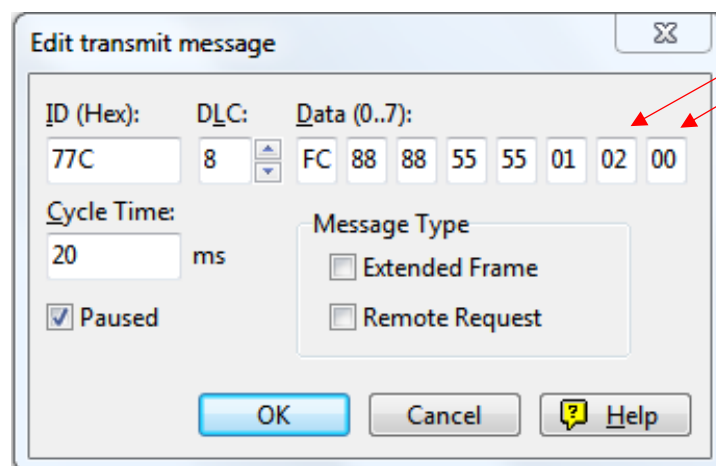 Edit transmit message
ID (Hex): DLC: Data (0..7):
77C 8 FC 88 88 55 55 01 02 00
Cycle Time: Message Type
20 ms Extended Frame
Paused Remote Request
OK Cancel Help